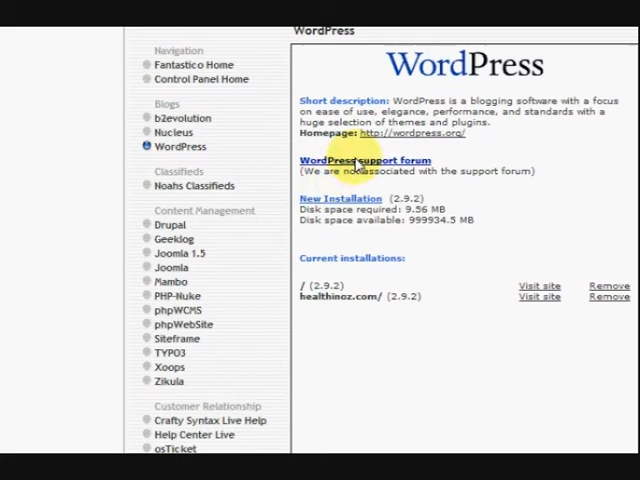 WordPress
Navigation
Fantastico Home
Control Panel Home
Blogs
b2evolution
Nucleus
WordPress
Classifieds
Noahs Classifieds
Content Management
Drupal
Geeklog
Joomla 1.5
Joomla
Mambo
PHP-Nuke
phpWCMS
phpWebSite
Siteframe
TYPO3
Xoops
Zikula
Customer Relationship
Crafty Syntax Live Help
Help Center Live
osTicket
WordPress
Short description: WordPress is a blogging software with a focus
on ease of use, elegance, performance, and standards with a
huge selection of themes and plugins.
Homepage: http://wordpress.org/
WordPress support forum
(We are not associated with the support forum)
New Installation (2.9.2)
Disk space required: 9.56 MB
Disk space available: 999934.5 MB
Current installations:
/ (2.9.2) Visit site Remove
healthinoz.com/ (2.9.2) Visit site Remove